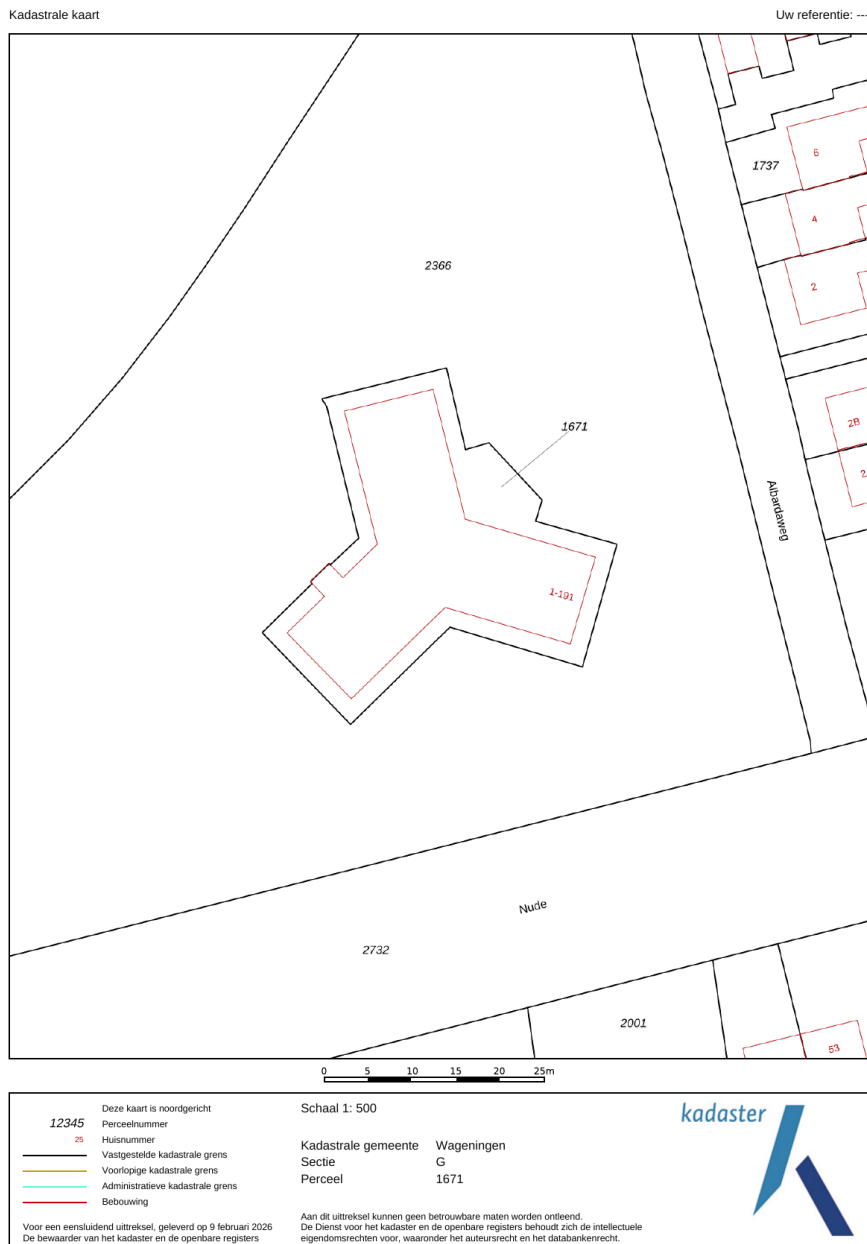 Kadastrale kaart
Uw referentie: ---
6
1737
4
2366
2
2B
1671
2
Albardaweg
1-191
Nude
2732
2001
53
0 5 10 15 20 25m
Deze kaart is noordgericht
12345 Perceelnummer
25 Huisnummer
Vastgestelde kadastrale grens
Voorlopige kadastrale grens
Administratieve kadastrale grens
Bebouwing
Voor een eensluidend uittreksel, geleverd op 9 februari 2026
De bewaarder van het kadaster en de openbare registers
Schaal 1: 500
Kadastrale gemeente Wageningen
Sectie G
Perceel 1671
Aan dit uittreksel kunnen geen betrouwbare maten worden ontleend.
De Dienst voor het kadaster en de openbare registers behoudt zich de intellectuele
eigendomsrechten voor, waaronder het auteursrecht en het databankenrecht.
kadaster